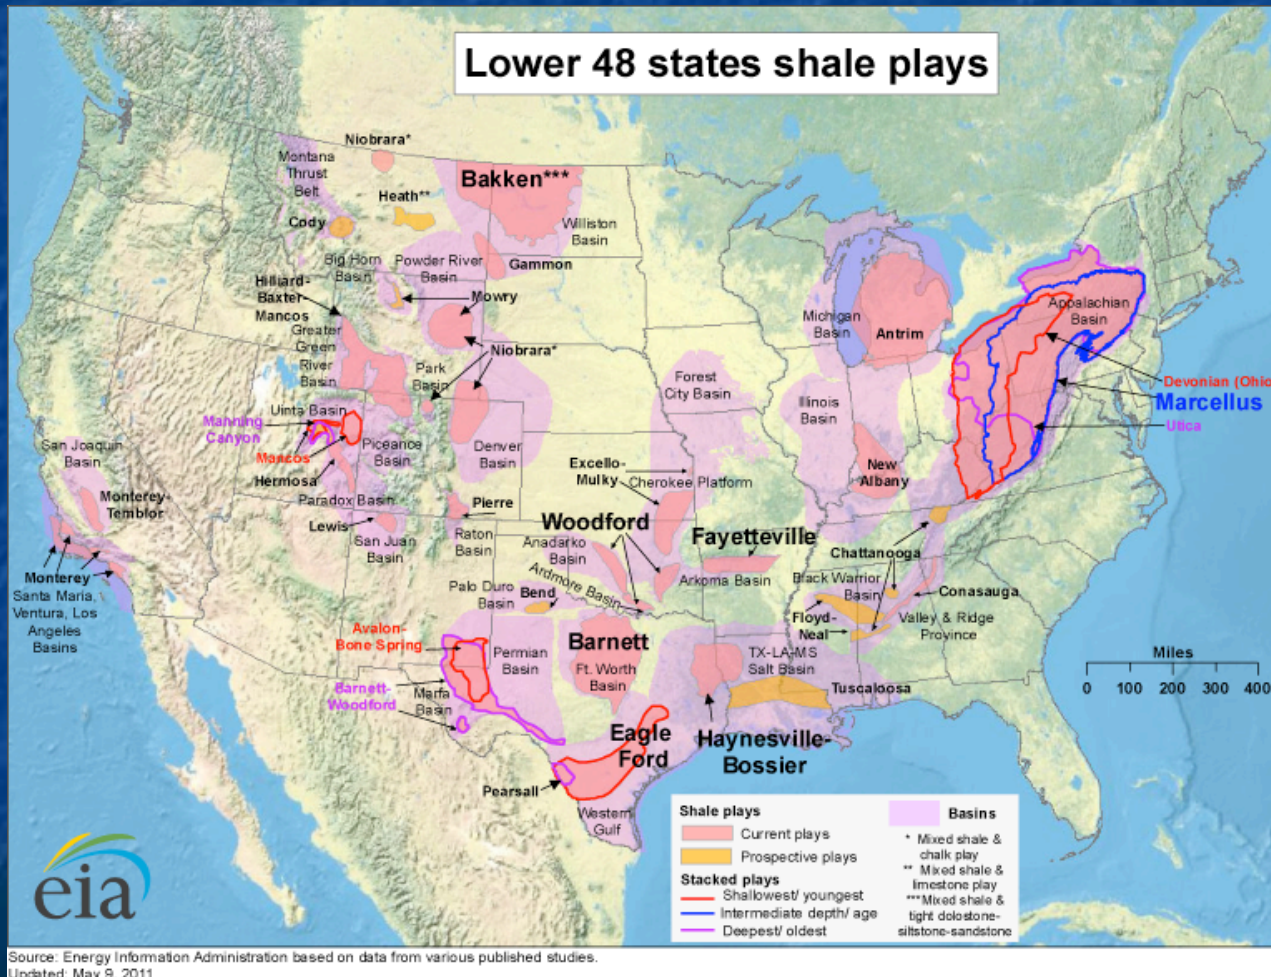 Lower 48 states shale plays
Niobrara*
Montana
Thrust
Belt
Bakken***
Heath**
Cody
Williston
Basin
Big Horn
Basin
Powder River
Basin
Gammon
Hilliard-
Baxter-
Mancos
Mowry
Greater
Green
River
Basin
Niobrara*
Park
Basin
Michigan
Basin
Antrim
Appalachian
Basin
Devonian (Ohio
Marcellus
Utica
Forest
City Basin
Illinois
Basin
Uinta Basin
Manning
Canyon
Mancos
Piceance
Basin
Denver
Basin
San Joaquin
Basin
Hermosa
Excello-
Mulky
Cherokee Platform
New
Albany
Monterey-
Temblor
Paradox Basin
Pierre
Lewis
San Juan
Basin
Raton
Basin
Woodford
Anadarko
Basin
Fayetteville
Chattanooga
Monterey
Santa Maria,
Ventura, Los
Angeles
Basins
Palo Duro
Basin
Bend
Ardmore Basin
Arkoma Basin
Black Warrior
Basin
Conasauga
Floyd-
Neal
Valley & Ridge
Province
Avalon-
Bone Spring
Permian
Basin
Barnett
Ft. Worth
Basin
TX-LA-MS
Salt Basin
Tuscaloosa
Miles
0 100 200 300 400
Barnett-
Woodford
Marfa
Basin
Eagle
Ford
Haynesville-
Bossier
Pearsall
Western
Gulf
Shale plays
Current plays
Prospective plays
Stacked plays
Shallowest/ youngest
Intermediate depth/ age
Deepest/ oldest
Basins
* Mixed shale &
chalk play
** Mixed shale &
limestone play
***Mixed shale &
tight dolostone-
siltstone-sandstone
eia
Source: Energy Information Administration based on data from various published studies.
Updated: May 9, 2011